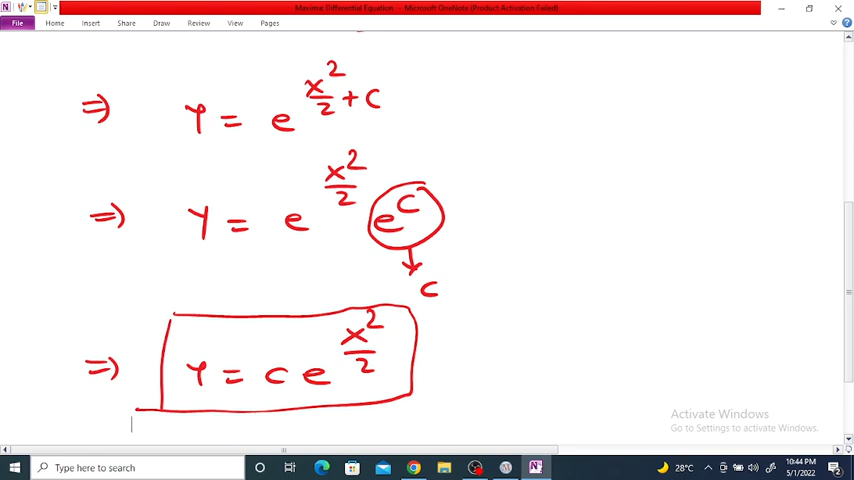 Maxima: Differential Equation - Microsoft OneNote (Product Activation Failed)
File Home Insert Share Draw Review View Pages
⇒ Y = e^(x²/2 + c)
⇒ Y = e^(x²/2) e^c
c
⇒ Y = c e^(x²/2)
Activate Windows
Go to Settings to activate Windows.
Type here to search
28°C
10:44 PM
5/1/2022
2